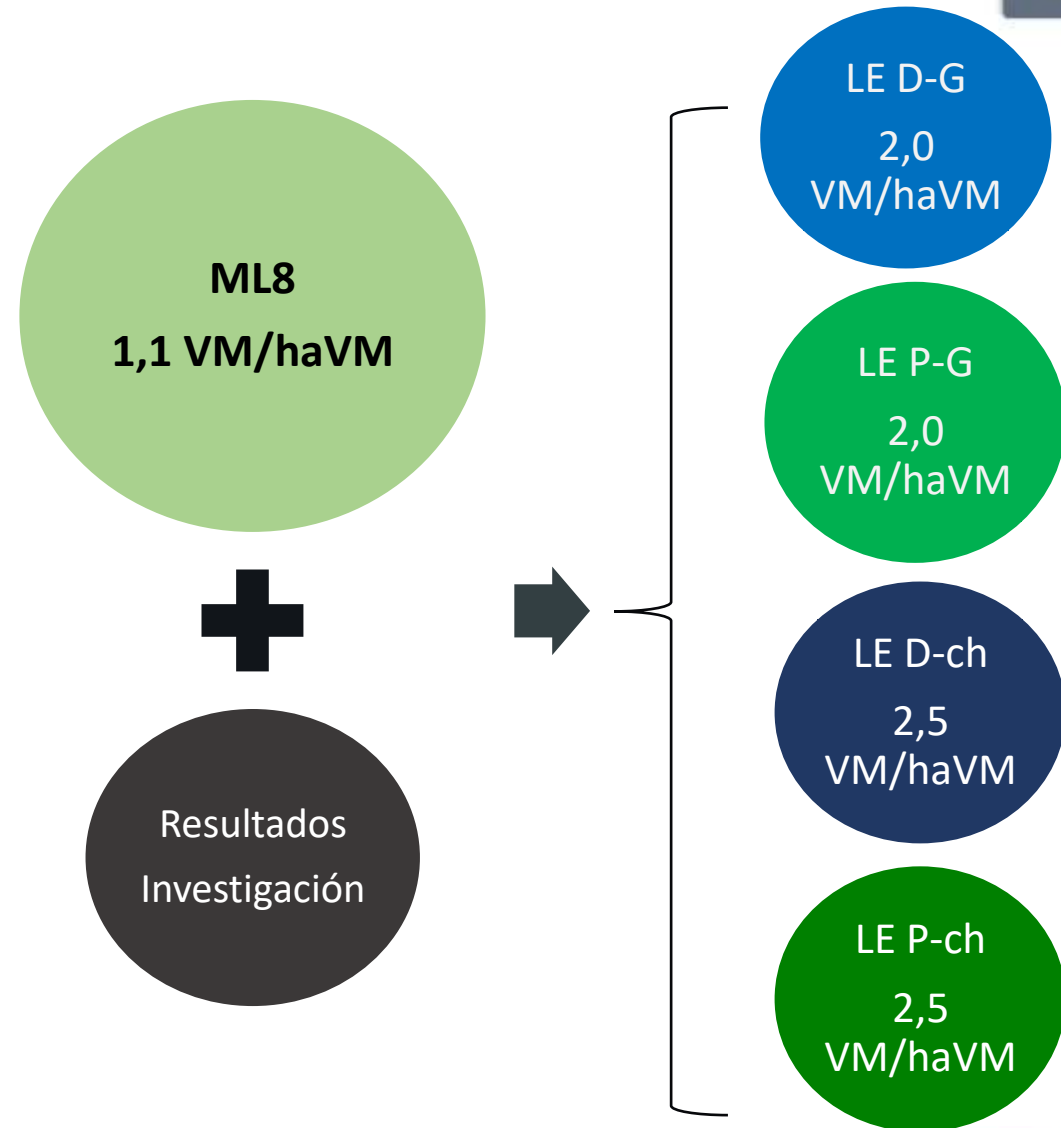 ML8
1,1 VM/haVM
Resultados
Investigación
LE D-G
2,0
VM/haVM
LE P-G
2,0
VM/haVM
LE D-ch
2,5
VM/haVM
LE P-ch
2,5
VM/haVM